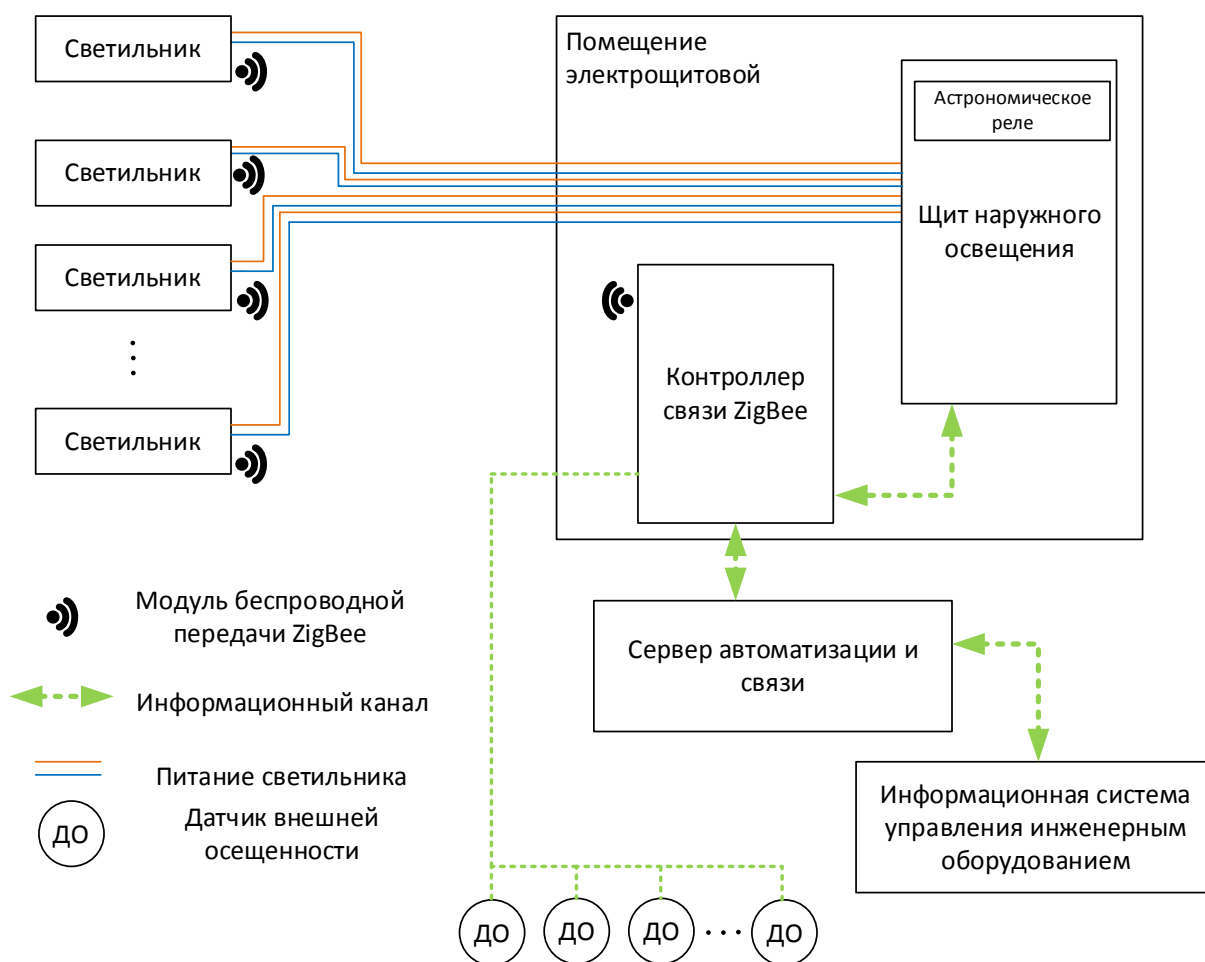 Светильник
Светильник
Светильник
Светильник
Помещение
электрощитовой
Астрономическое
реле
Щит наружного
освещения
Контроллер
связи ZigBee
Модуль беспроводной
передачи ZigBee
Информационный канал
Питание светильника
ДО
Датчик внешней
осещенности
Сервер автоматизации и
связи
Информационная система
управления инженерным
оборудованием
ДО
ДО
ДО
ДО